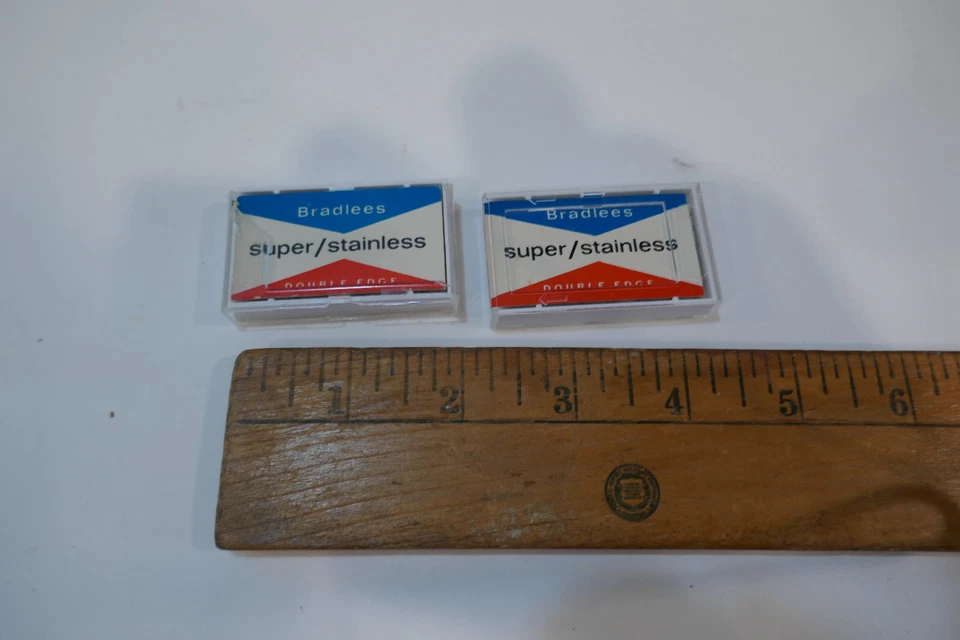 Bradlees
super/stainless
DOUBLE EDGE
Bradlees
super/stainless
DOUBLE EDGE
1 2 3 4 5 6